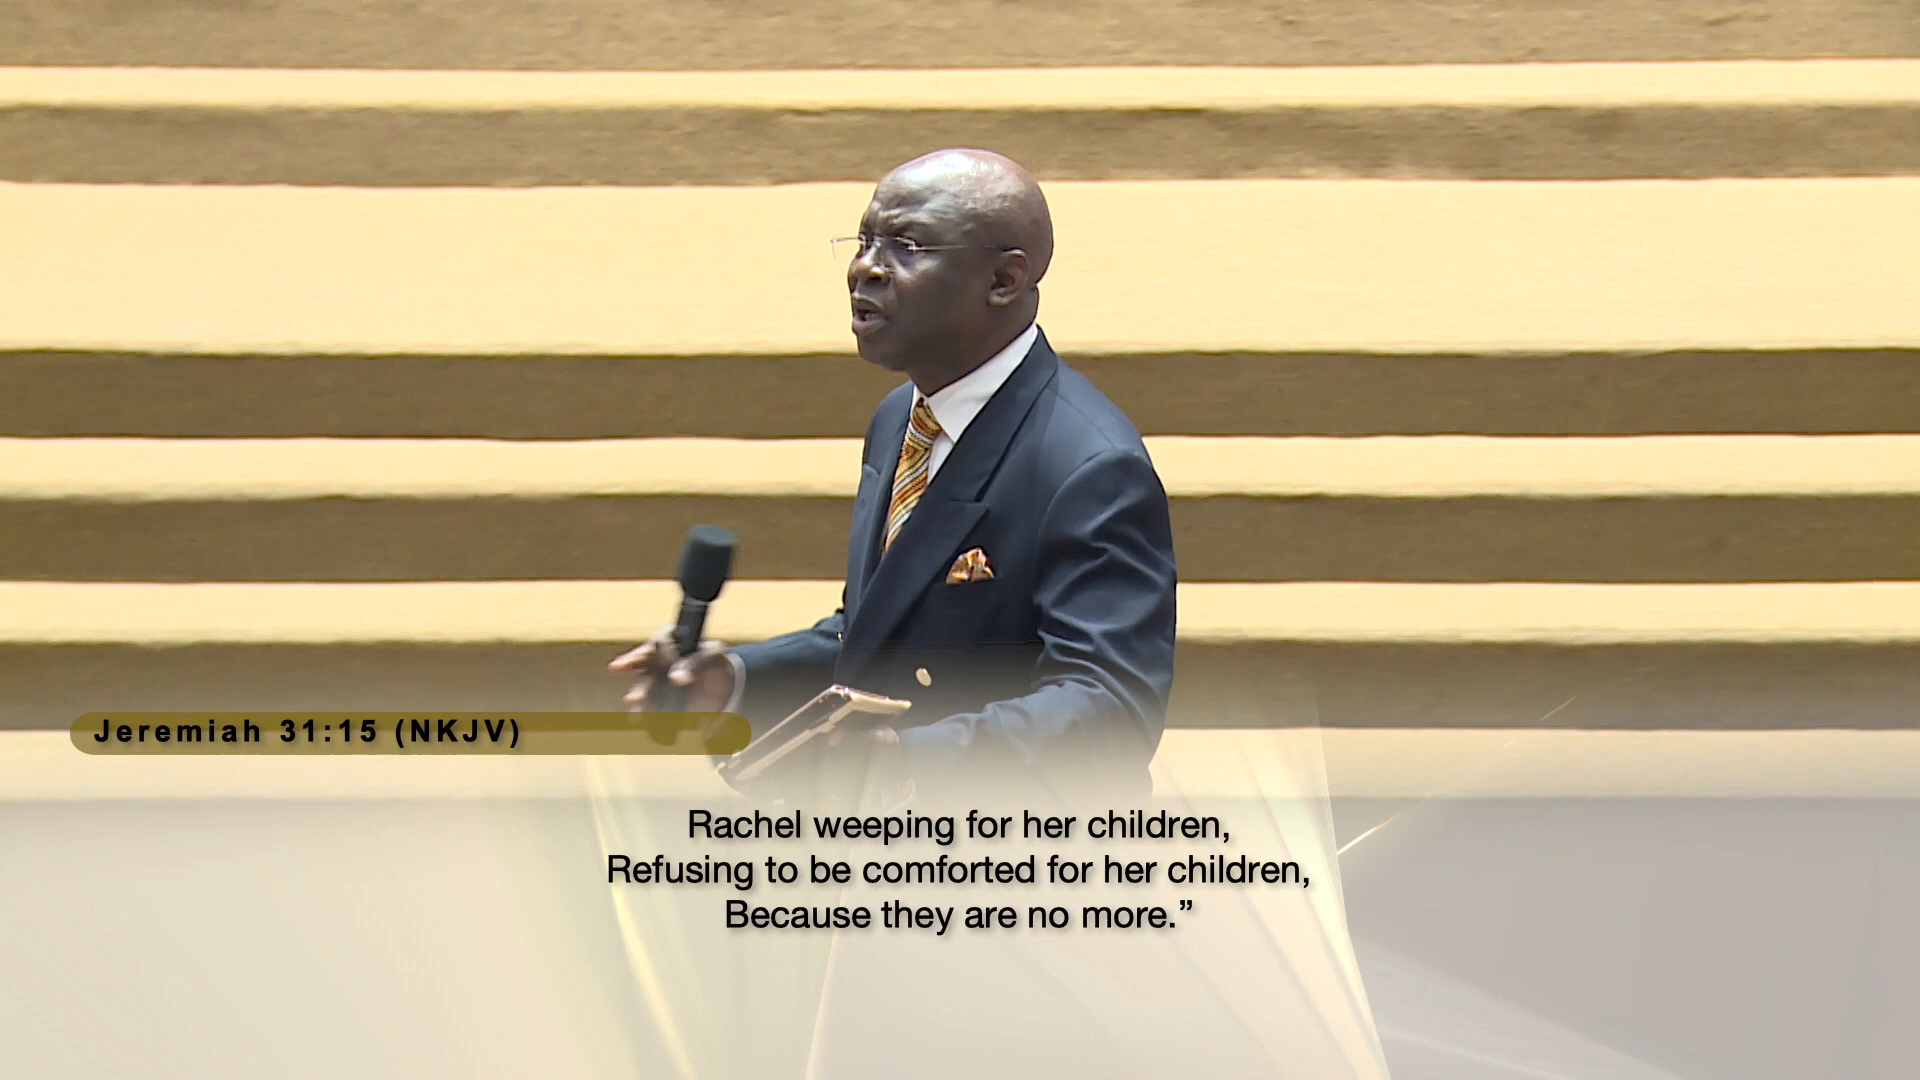 Jeremiah 31:15 (NKJV)
Rachel weeping for her children,
Refusing to be comforted for her children,
Because they are no more.”